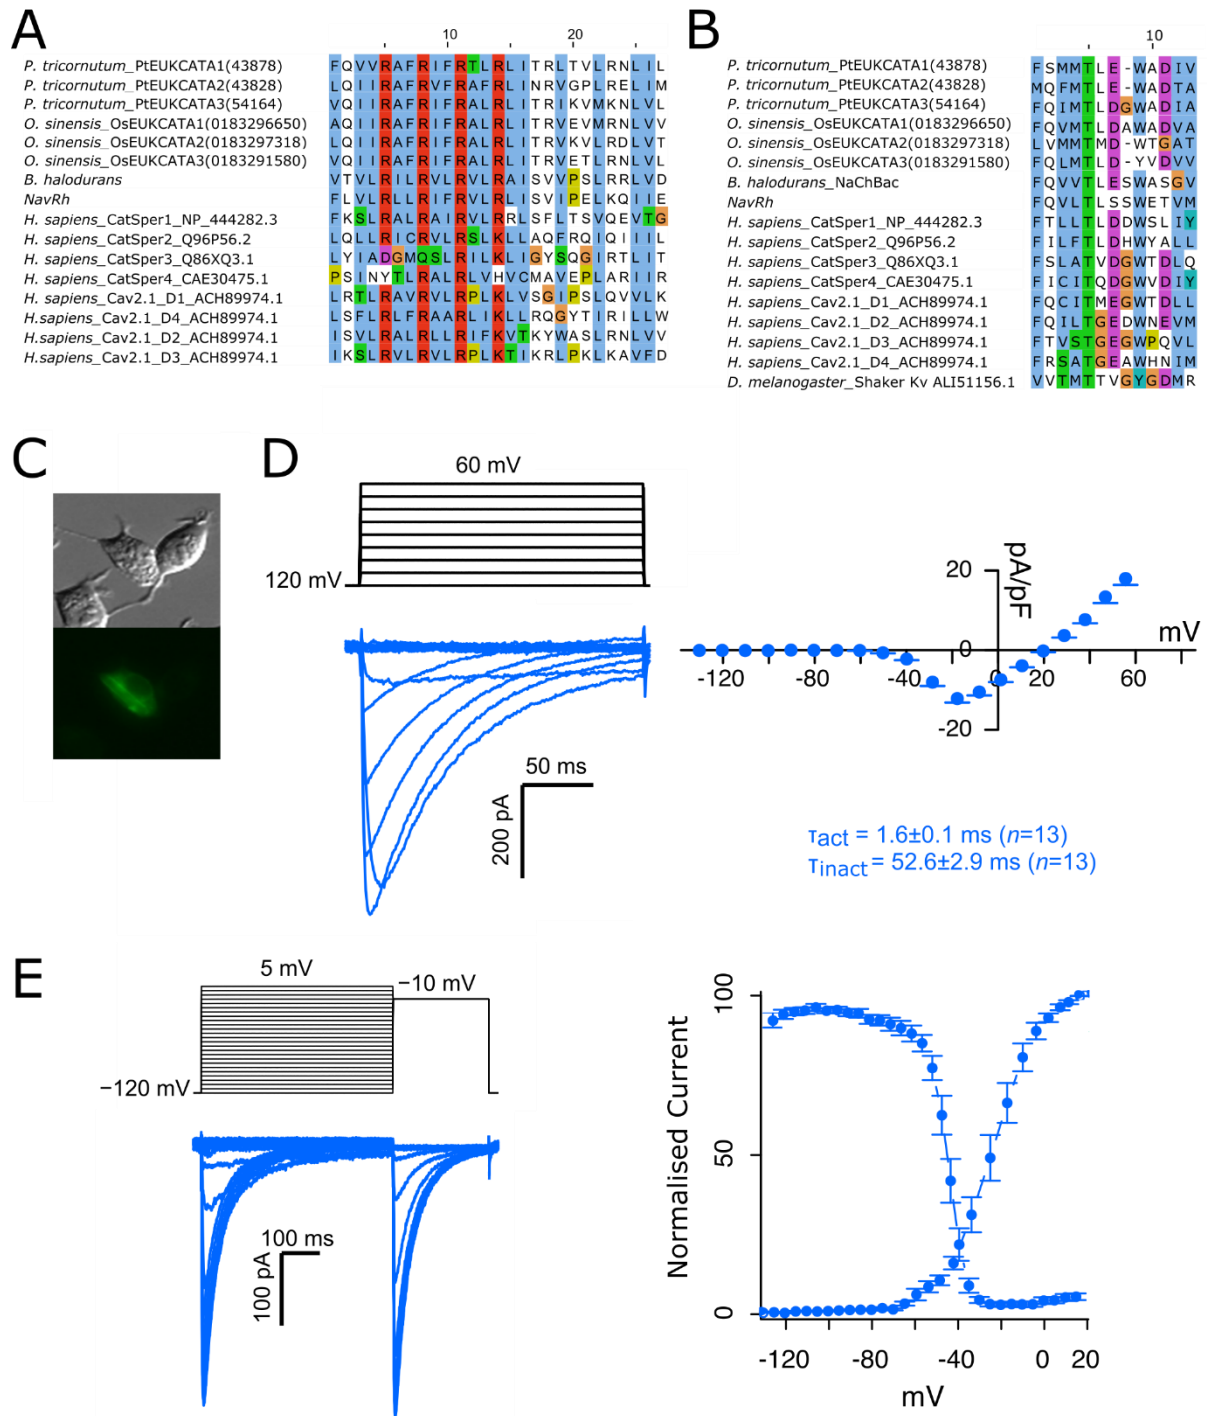 A
10 20
P. tricornutum_PtEUKCATA1(43878) FQVVRAFRIFRTLRLITRLTVLRNLIL
P. tricornutum_PtEUKCATA2(43828) LQIIRAFRVFRAFRLINRVGPLRELIM
P. tricornutum_PtEUKCATA3(54164) PQIIRAFRIFRALRLITRIKVMKNLVL
O. sinensis_OsEUKCATA1(0183296650) AQIIRAFRIFRALRLITRVEVMRNLVV
O. sinensis_OsEUKCATA2(0183297318) LQIIRAFRIFRALRLITRVKVLRDLVT
O. sinensis_OsEUKCATA3(0183291580) VQIIRAFRIFRALRLITRVETLRNLVL
B. halodurans VTVLRILRIFRVLRAISVVPSLRRLVD
NavRh FLVLRLLRIFRVLRLISVIPELKQIIE
H. sapiens_CatSper1_NP_444282.3 FKSLRALRAIRVLRRLSFLTSVQEVTG
H. sapiens_CatSper2_Q96P56.2 LQLLRICRVLRSLKLLAQFRQIQIIIL
H. sapiens_CatSper3_Q86XQ3.1 LYIADGMQSLRILKLIGYSQGIRTLIT
H. sapiens_CatSper4_CAE30475.1 PSINYTLRALRLVHVCMAVEPLARIIR
H. sapiens_Cav2.1_D1_ACH89974.1 LRTLRAVRVLRPLKLVSGIPSLQVVLK
H.sapiens_Cav2.1_D4_ACH89974.1 LSFLRLFRAARLIKLLRQGYTIRILLW
H.sapiens_Cav2.1_D2_ACH89974.1 ISVLRALRLLRIFKVTKYWASLRNLVV
H.sapiens_Cav2.1_D3_ACH89974.1 IKSLRVLRVLRPLKTIKRLPKLKAVFD
B
10
P. tricornutum_PtEUKCATA1(43878) FSMMTLE-WADIV
P. tricornutum_PtEUKCATA2(43828) MQFMTLE-WADTA
P. tricornutum_PtEUKCATA3(54164) FQIMTLDGWADIA
O. sinensis_OsEUKCATA1(0183296650) FQVMTLDAWADVA
O. sinensis_OsEUKCATA2(0183297318) LVMMTMD-WTGAT
O. sinensis_OsEUKCATA3(0183291580) FQLMTLD-YVDVV
B. halodurans_NaChBac FQVVTLESWASGV
NavRh FQVLTLSSWETVM
H. sapiens_CatSper1_NP_444282.3 FTLLTLDDWSLIY
H. sapiens_CatSper2_Q96P56.2 FILFTLDHWYALL
H. sapiens_CatSper3_Q86XQ3.1 FSLATVDGWTDLQ
H. sapiens_CatSper4_CAE30475.1 FICITQDGWVDIY
H. sapiens_Cav2.1_D1_ACH89974.1 FQCITMEGWTDLL
H. sapiens_Cav2.1_D2_ACH89974.1 FQILTGEDWNEVM
H. sapiens_Cav2.1_D3_ACH89974.1 FTVSTGEGWPQVL
H. sapiens_Cav2.1_D4_ACH89974.1 FRSATGEAWHNIM
D. melanogaster_Shaker Kv ALI51156.1 VVTMTTVGYGDMR
C
D
60 mV
120 mV
50 ms
200 pA
pA/pF
20
0
-20
mV
-120 -80 -40 0 20 60
τact = 1.6±0.1 ms (n=13)
τinact = 52.6±2.9 ms (n=13)
E
5 mV
−10 mV
−120 mV
100 ms
100 pA
Normalised Current
100
50
0
-120 -40 0 20
mV